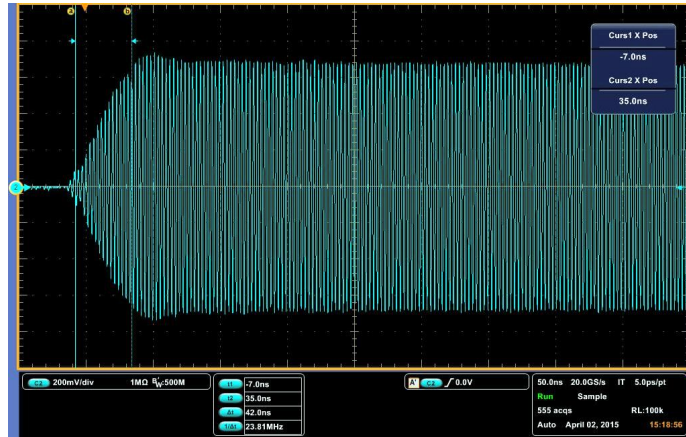 a b
Curs1 X Pos
-7.0ns
Curs2 X Pos
35.0ns
2
C2 200mV/div 1MΩ BW:500M
t1 -7.0ns
t2 35.0ns
Δt 42.0ns
1/Δt 23.81MHz
A' C2 / 0.0V
50.0ns 20.0GS/s IT 5.0ps/pt
Run Sample
555 acqs RL:100k
Auto April 02, 2015 15:18:56